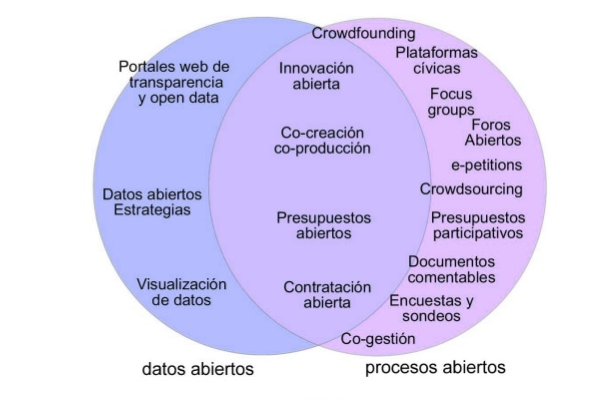 Crowdfounding
Plataformas
cívicas
Portales web de
transparencia
y open data
Innovación
abierta
Focus
groups
Foros
Abiertos
Co-creación
co-producción
e-petitions
Crowdsourcing
Datos abiertos
Estrategias
Presupuestos
abiertos
Presupuestos
participativos
Documentos
comentables
Visualización
de datos
Contratación
abierta
Encuestas y
sondeos
Co-gestión
datos abiertos
procesos abiertos